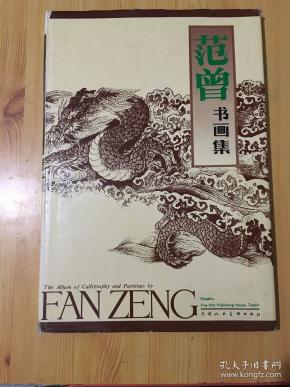 范曾
书画集
The Album of Calligraphy and Paintings by
FAN ZENG
People's
Fine Arts Publishing House, Tianjin
天津人民美术出版社
孔夫子旧书网